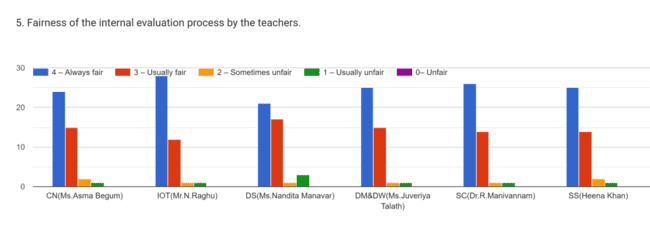 5. Fairness of the internal evaluation process by the teachers.
4 – Always fair 3 – Usually fair 2 – Sometimes unfair 1 – Usually unfair 0– Unfair
30
20
10
0
CN(Ms.Asma Begum) IOT(Mr.N.Raghu) DS(Ms.Nandita Manavar) DM&DW(Ms.Juveriya SC(Dr.R.Manivannam) SS(Heena Khan)
Talath)